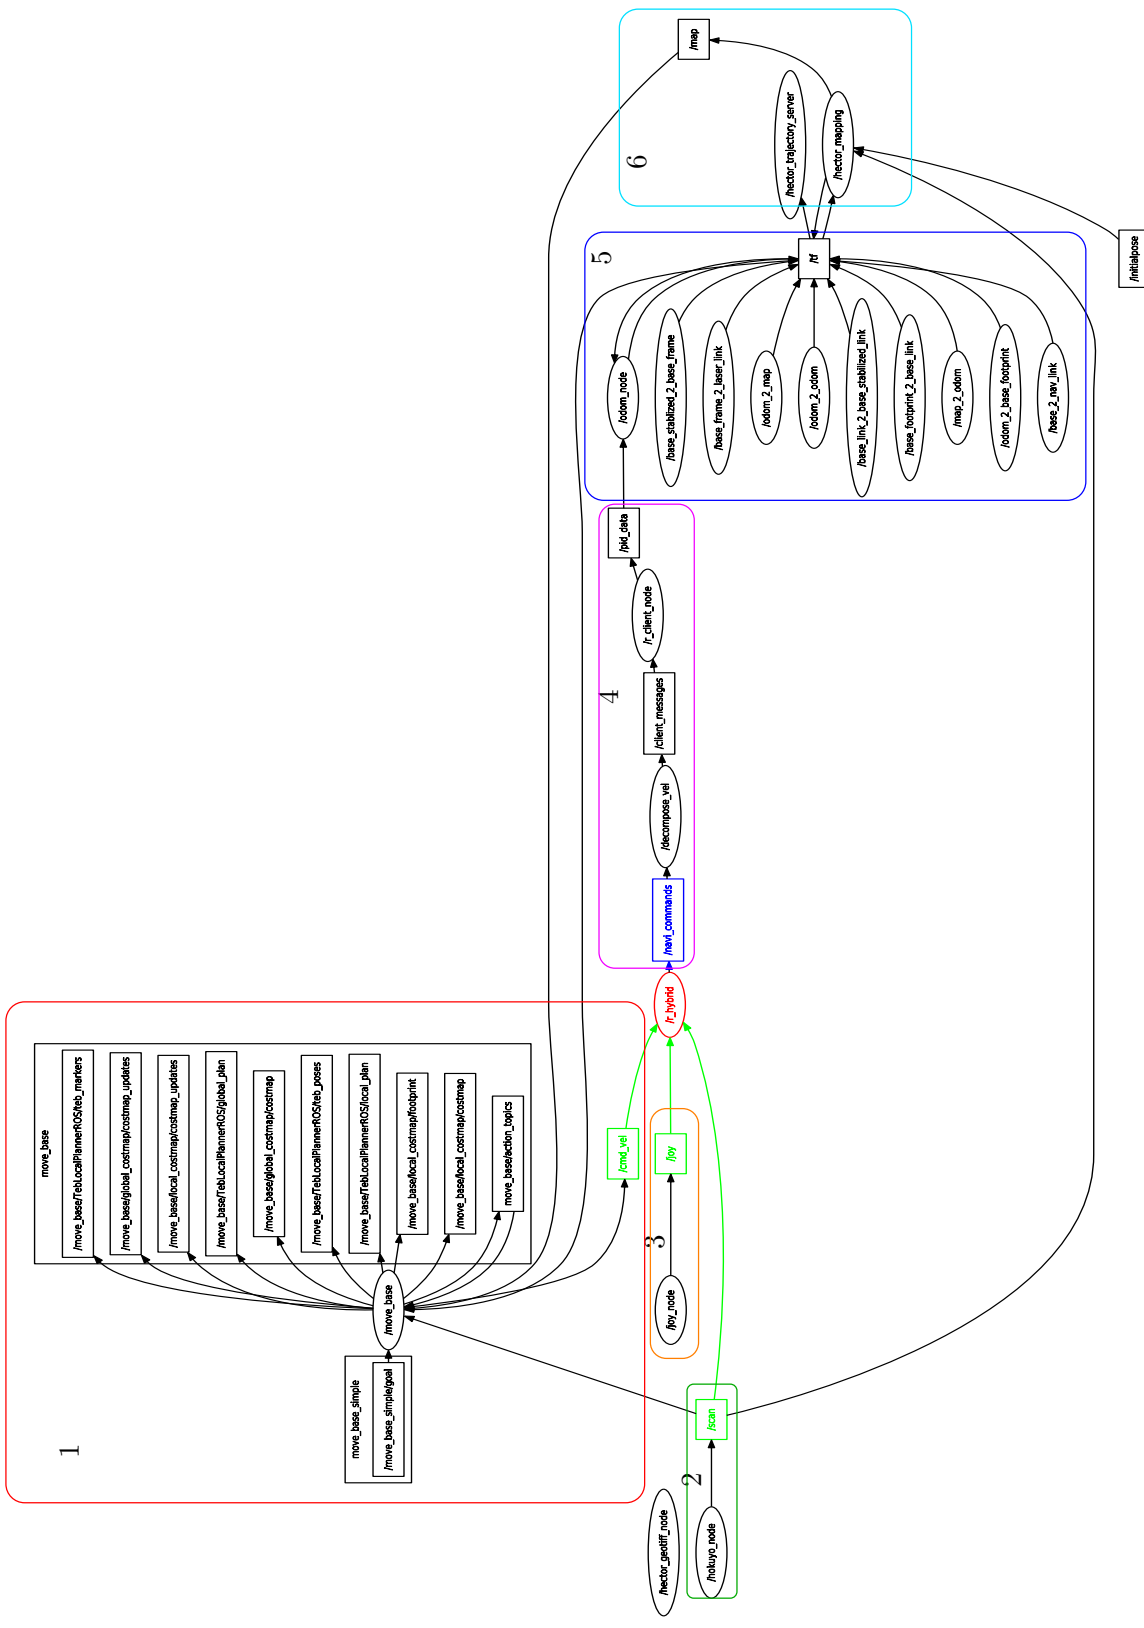 1
move_base_simple
/move_base_simple/goal
/move_base
move_base
/move_base/TebLocalPlannerROS/teb_markers
/move_base/global_costmap/costmap_updates
/move_base/local_costmap/costmap_updates
/move_base/TebLocalPlannerROS/global_plan
/move_base/global_costmap/costmap
/move_base/TebLocalPlannerROS/teb_poses
/move_base/TebLocalPlannerROS/local_plan
/move_base/local_costmap/footprint
/move_base/local_costmap/costmap
move_base/action_topics
/cmd_vel
/hector_geotiff_node
2
/hokuyo_node
/scan
3
/joy_node
/joy
/r_hybrid
4
/navi_commands
/decompose_vel
/client_messages
/r_client_node
/pid_data
5
/odom_node
/base_stablized_2_base_frame
/base_frame_2_laser_link
/odom_2_map
/odom_2_odom
/base_link_2_base_stabilized_link
/base_footprint_2_base_link
/map_2_odom
/odom_2_base_footprint
/base_2_nav_link
/tf
6
/map
/hector_trajectory_server
/hector_mapping
/initialpose